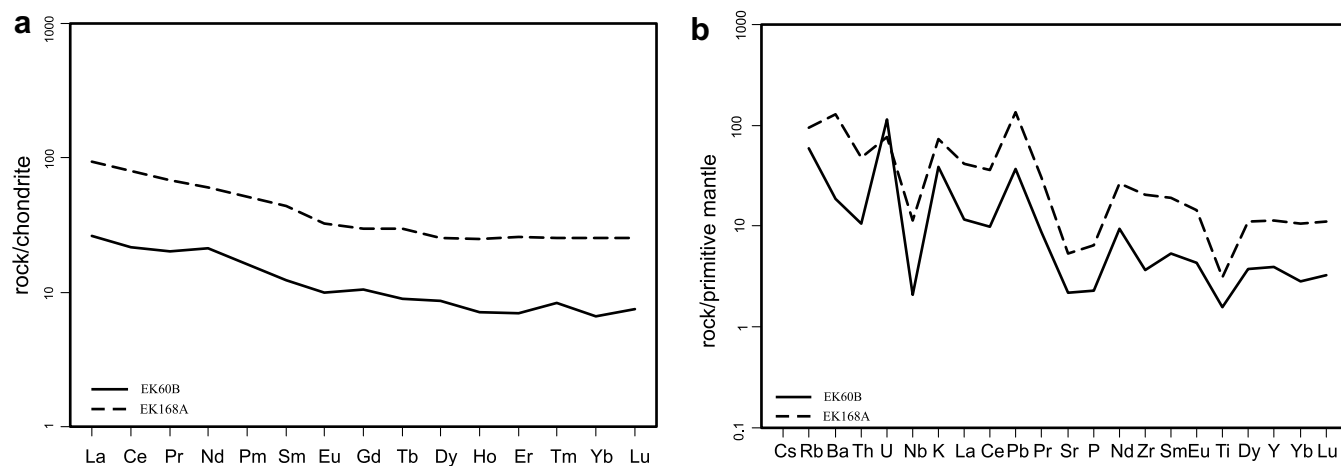 a
1000
100
10
1
rock/chondrite
EK60B
EK168A
La Ce Pr Nd Pm Sm Eu Gd Tb Dy Ho Er Tm Yb Lu
b
1000
100
10
1
0.1
rock/primitive mantle
EK60B
EK168A
Cs Rb Ba Th U Nb K La Ce Pb Pr Sr P Nd Zr Sm Eu Ti Dy Y Yb Lu